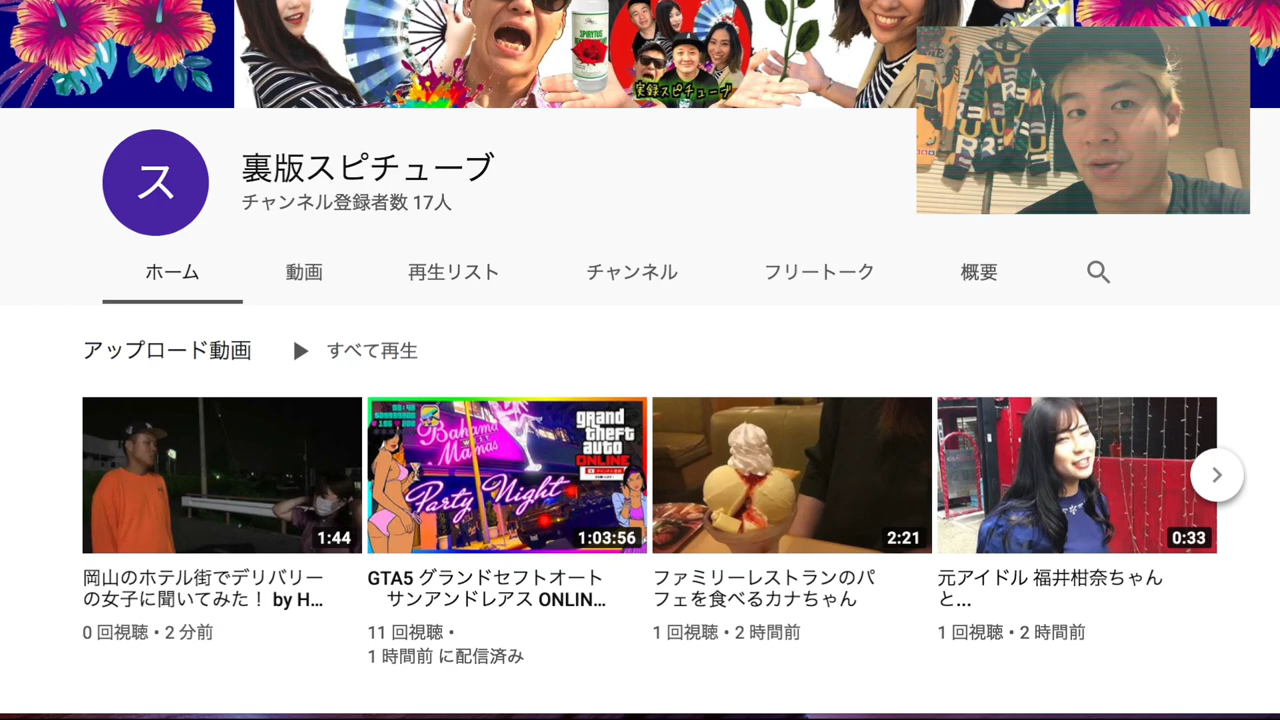 SPIRYTUS
実録スピチューブ
ス
裏版スピチューブ
チャンネル登録者数 17人
ホーム
動画
再生リスト
チャンネル
フリートーク
概要
アップロード動画
すべて再生
1:44
Bahama
Mamas
Party Night
grand
theft
auto
ONLINE
1:03:56
2:21
0:33
岡山のホテル街でデリバリー
の女子に聞いてみた！ by H...
0 回視聴・2 分前
GTA5 グランドセフトオート
サンアンドレアス ONLIN...
11 回視聴・
1 時間前 に配信済み
ファミリーレストランのパ
フェを食べるカナちゃん
1 回視聴・2 時間前
元アイドル 福井柑奈ちゃん
と...
1 回視聴・2 時間前